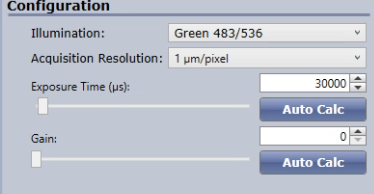 Configuration
Illumination: Green 483/536
Acquisition Resolution: 1 µm/pixel
Exposure Time (µs): 30000
Auto Calc
Gain: 0
Auto Calc